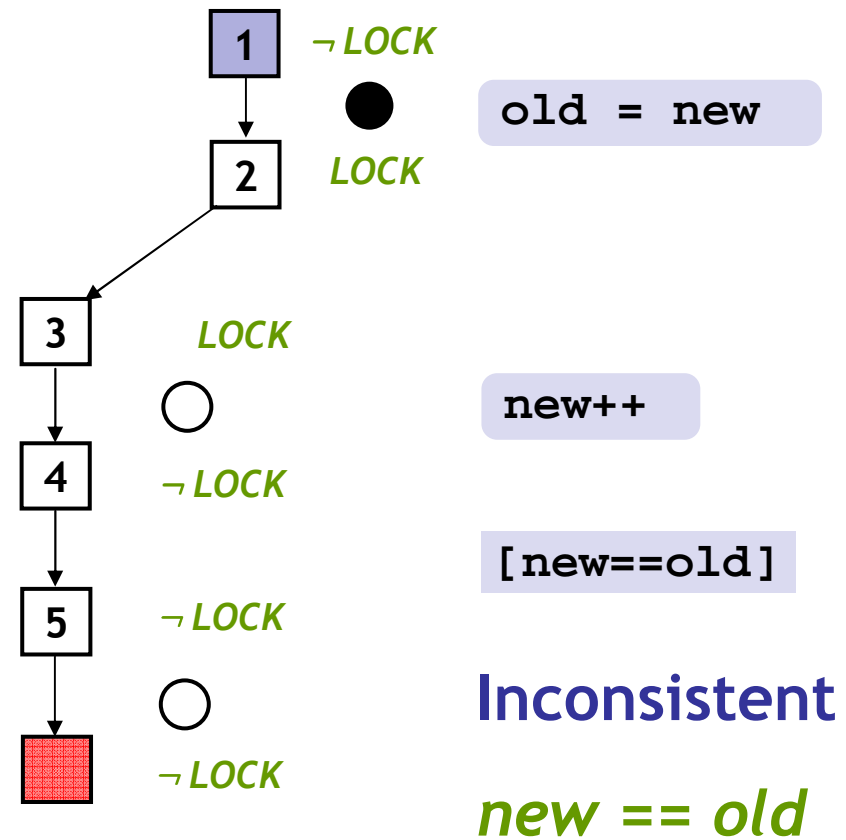 1 ¬ LOCK
old = new
2 LOCK
3 LOCK
new++
4 ¬ LOCK
[new==old]
5 ¬ LOCK
Inconsistent
¬ LOCK
new == old